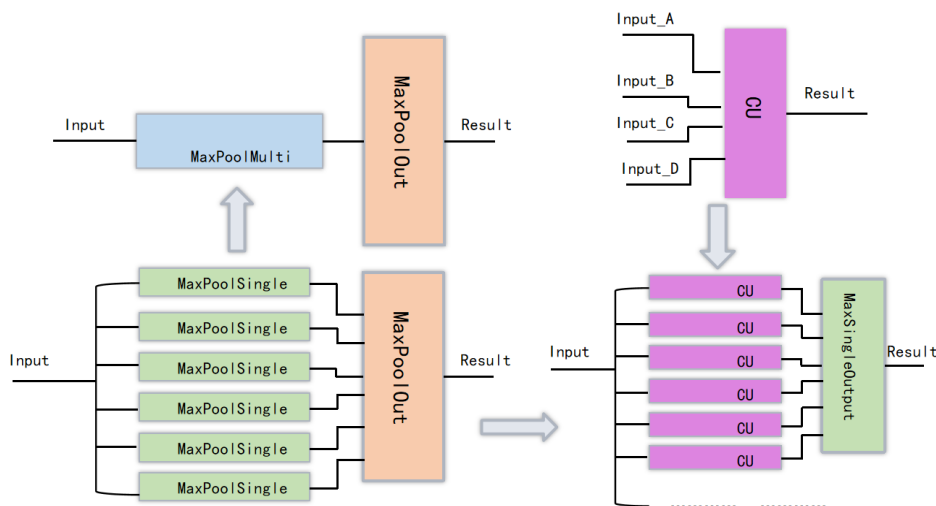 Input
MaxPoolMulti
MaxPoolOut
Result
Input_A
Input_B
Input_C
Input_D
CU
Result
Input
MaxPoolSingle
MaxPoolSingle
MaxPoolSingle
MaxPoolSingle
MaxPoolSingle
MaxPoolSingle
MaxPoolOut
Result
Input
CU
CU
CU
CU
CU
CU
MaxSingleOutput
Result